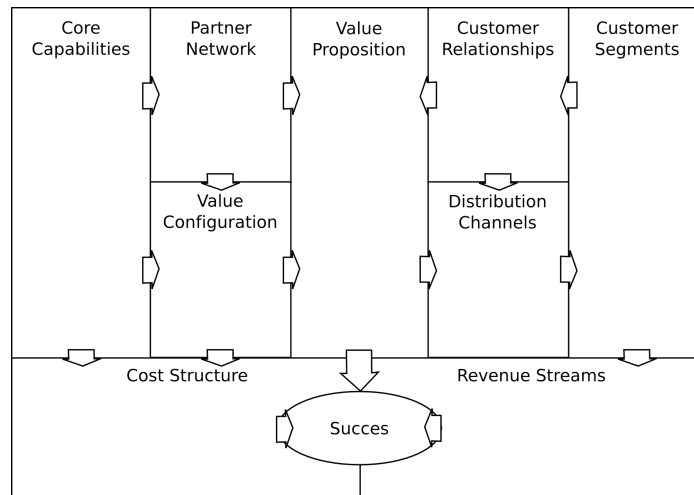 Core
Capabilities
Partner
Network
Value
Proposition
Customer
Relationships
Customer
Segments
Value
Configuration
Distribution
Channels
Cost Structure
Revenue Streams
Succes